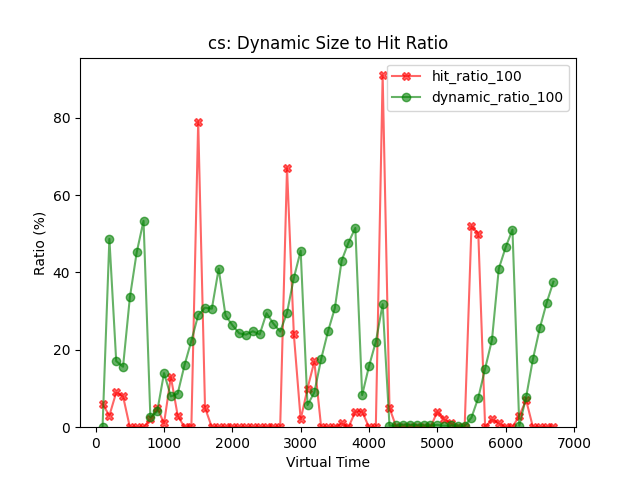 cs: Dynamic Size to Hit Ratio
hit_ratio_100
dynamic_ratio_100
Ratio (%)
80
60
40
20
0
0 1000 2000 3000 4000 5000 6000 7000
Virtual Time